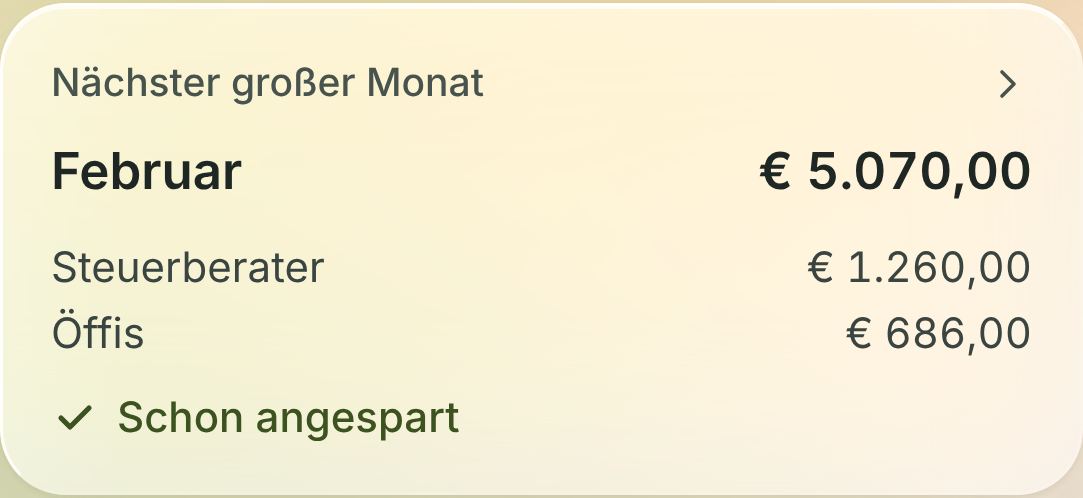 Nächster großer Monat
Februar € 5.070,00
Steuerberater € 1.260,00
Öffis € 686,00
Schon angespart